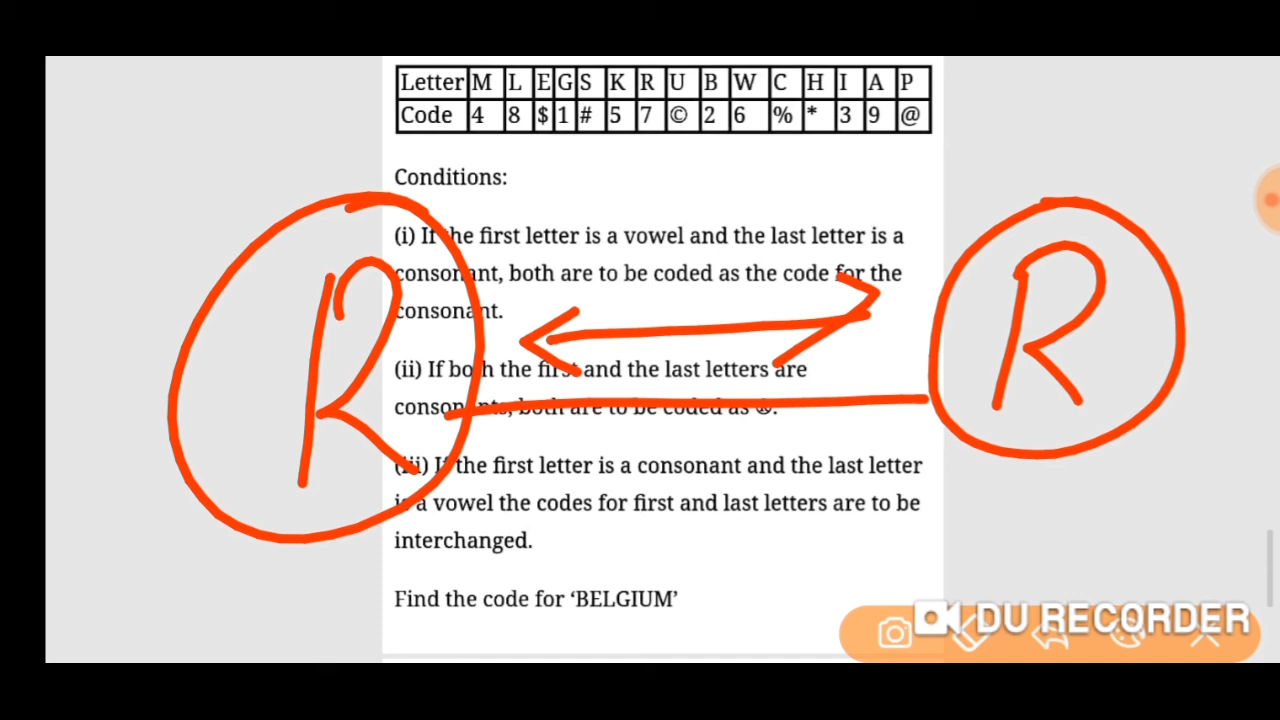 Letter M L E G S K R U B W C H I A P
Code 4 8 $ 1 # 5 7 © 2 6 % * 3 9 @
Conditions:
(i) If the first letter is a vowel and the last letter is a
consonant, both are to be coded as the code for the
consonant.
(ii) If both the first and the last letters are
consonants, both are to be coded as ®.
(iii) If the first letter is a consonant and the last letter
is a vowel the codes for first and last letters are to be
interchanged.
Find the code for ‘BELGIUM’
R
R
DU RECORDER